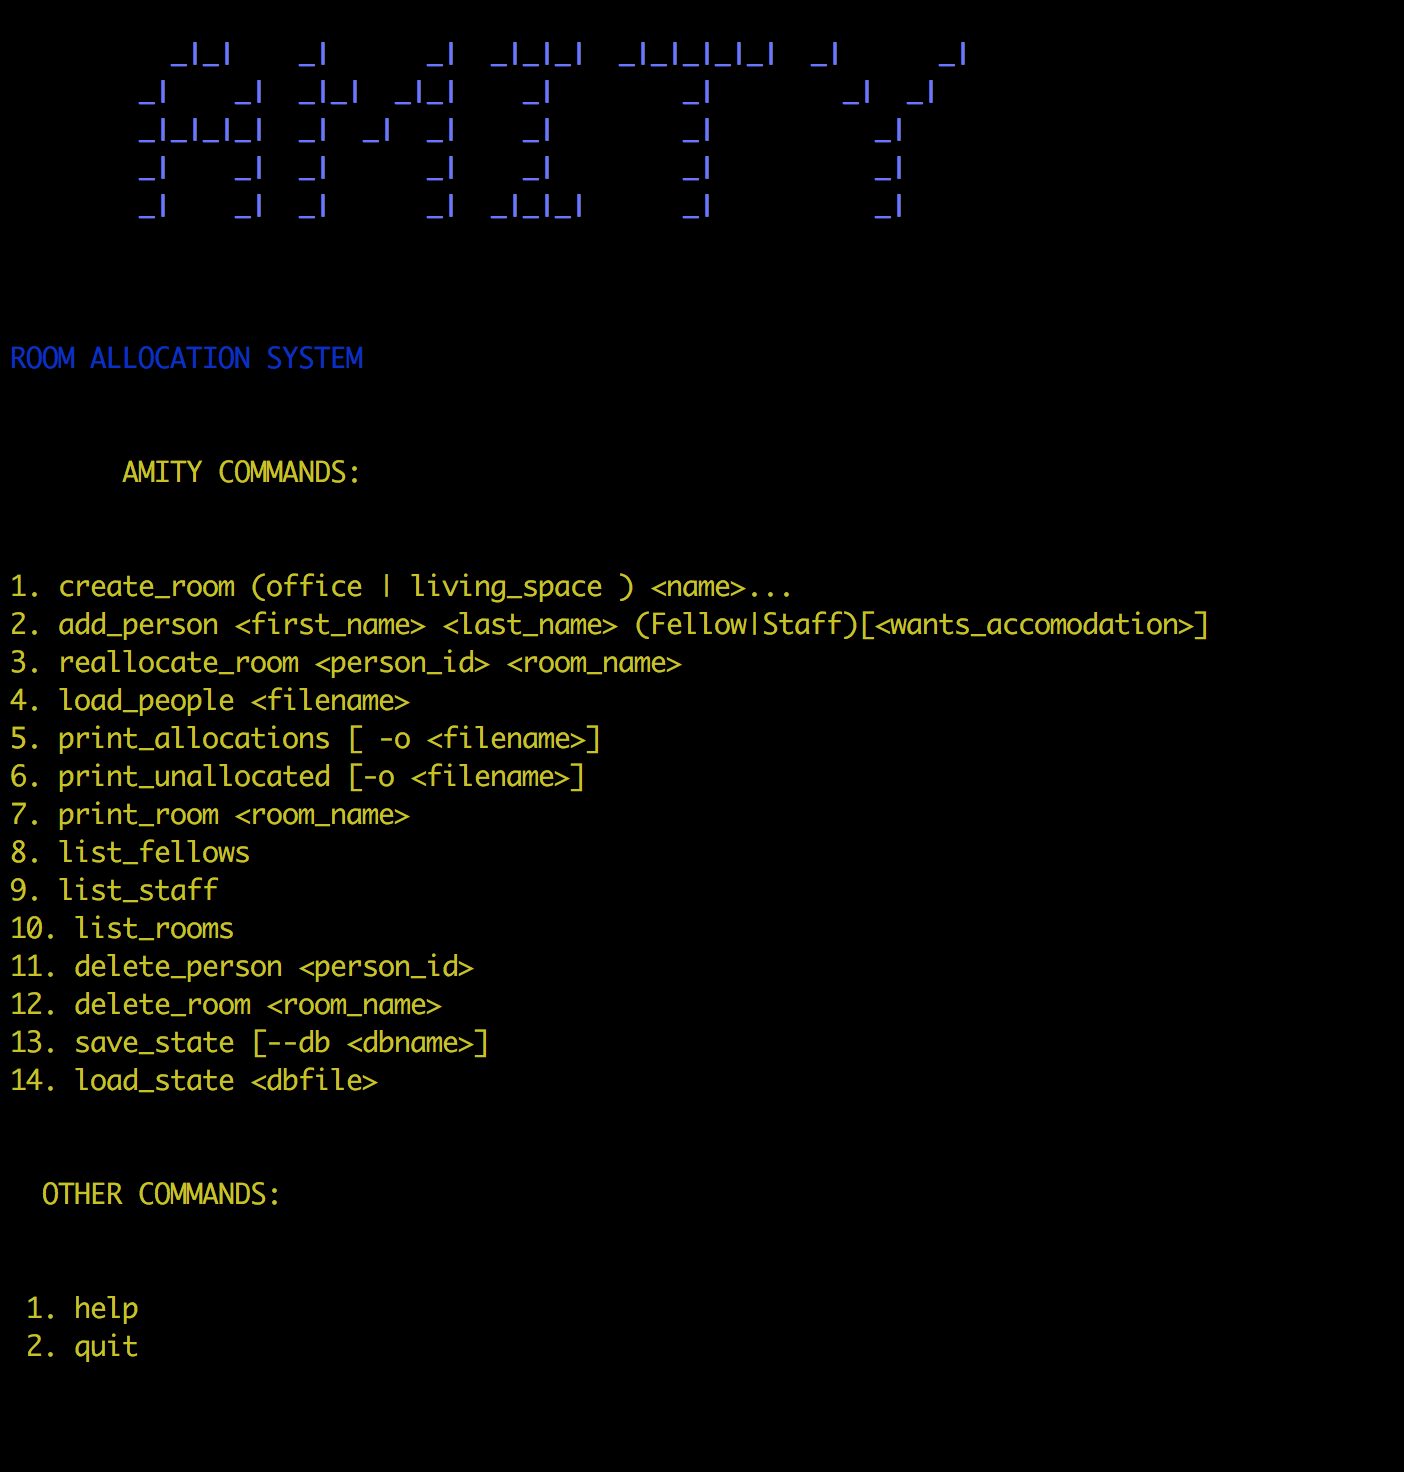 AMITY
ROOM ALLOCATION SYSTEM
AMITY COMMANDS:
1. create_room (office | living_space ) <name>...
2. add_person <first_name> <last_name> (Fellow|Staff)[<wants_accomodation>]
3. reallocate_room <person_id> <room_name>
4. load_people <filename>
5. print_allocations [ -o <filename>]
6. print_unallocated [-o <filename>]
7. print_room <room_name>
8. list_fellows
9. list_staff
10. list_rooms
11. delete_person <person_id>
12. delete_room <room_name>
13. save_state [--db <dbname>]
14. load_state <dbfile>
OTHER COMMANDS:
1. help
2. quit